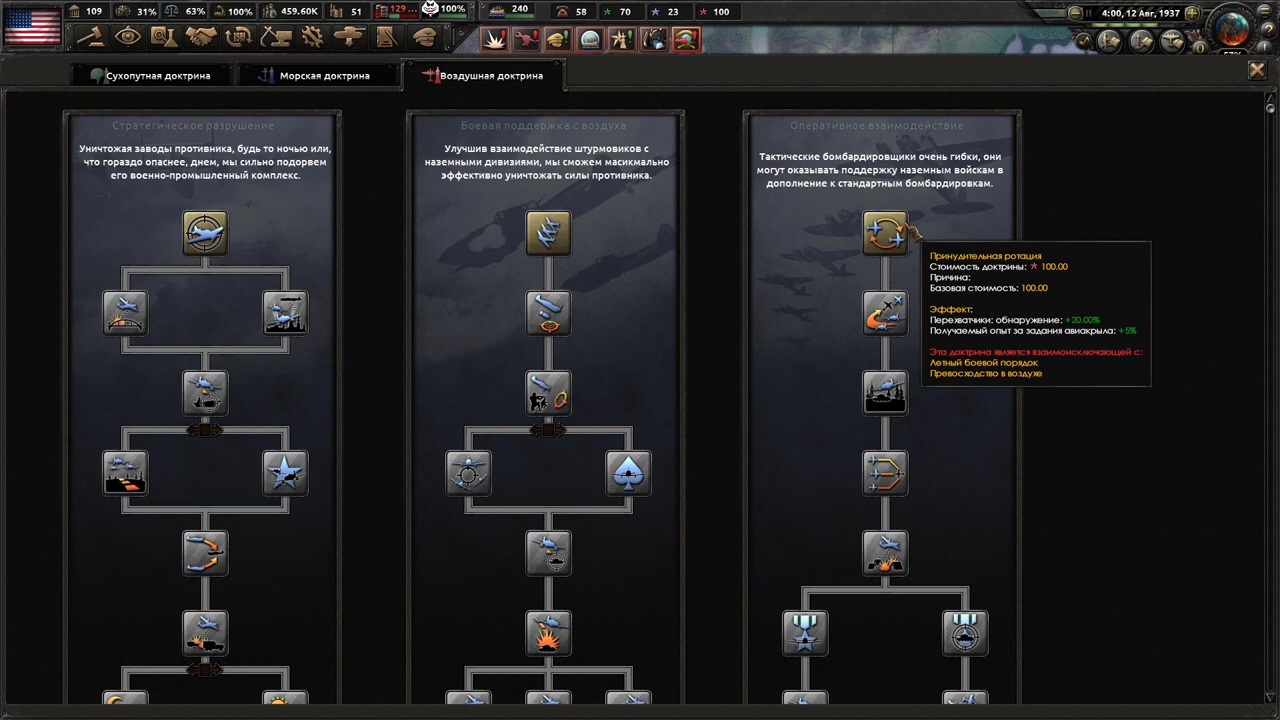 109
31%
63%
100%
459.60K
51
129...
100%
240
58
70
23
100
4:00, 12 Авг, 1937
Сухопутная доктрина
Морская доктрина
Воздушная доктрина
Стратегическое разрушение
Уничтожая заводы противника, будь то ночью или,
что гораздо опаснее, днем, мы сильно подорвем
его военно-промышленный комплекс.
Боевая поддержка с воздуха
Улучшив взаимодействие штурмовиков с
наземными дивизиями, мы сможем масикмально
эффективно уничтожать силы противника.
Оперативное взаимодействие
Тактические бомбардировщики очень гибки, они
могут оказывать поддержку наземным войскам в
дополнение к стандартным бомбардировкам.
Принудительная ротация
Стоимость доктрины: 100.00
Причина:
Базовая стоимость: 100.00
Эффект:
Перехватчики: обнаружение: +20.00%
Получаемый опыт за задания авиакрыла: +5%
Эта доктрина является взаимоисключающей с:
Летный боевой порядок
Превосходство в воздухе